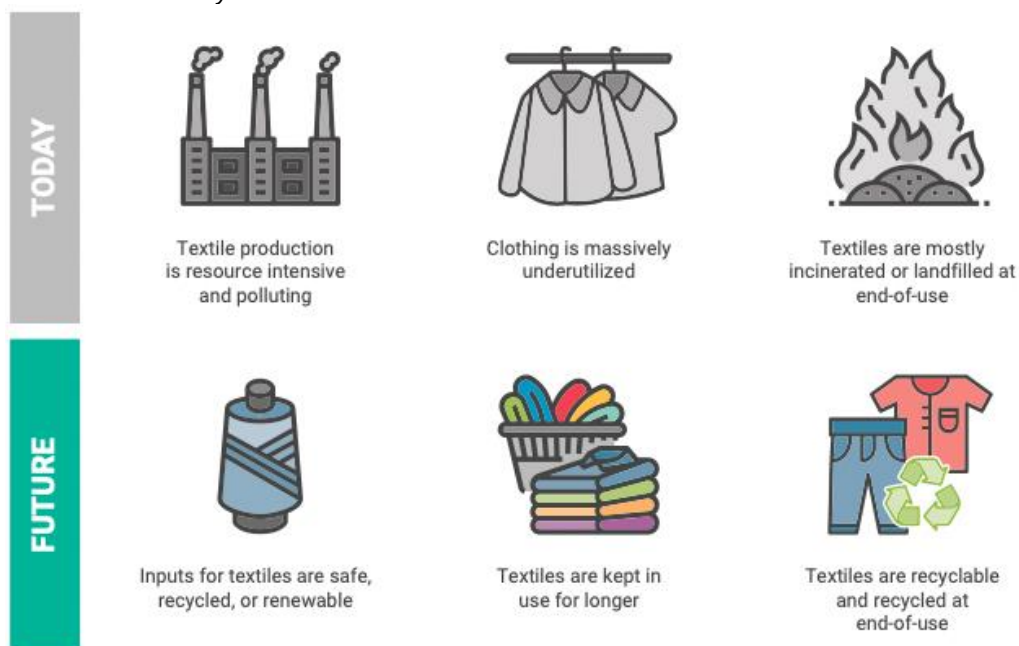 TODAY
Textile production
is resource intensive
and polluting
Clothing is massively
underutilized
Textiles are mostly
incinerated or landfilled at
end-of-use
FUTURE
Inputs for textiles are safe,
recycled, or renewable
Textiles are kept in
use for longer
Textiles are recyclable
and recycled at
end-of-use